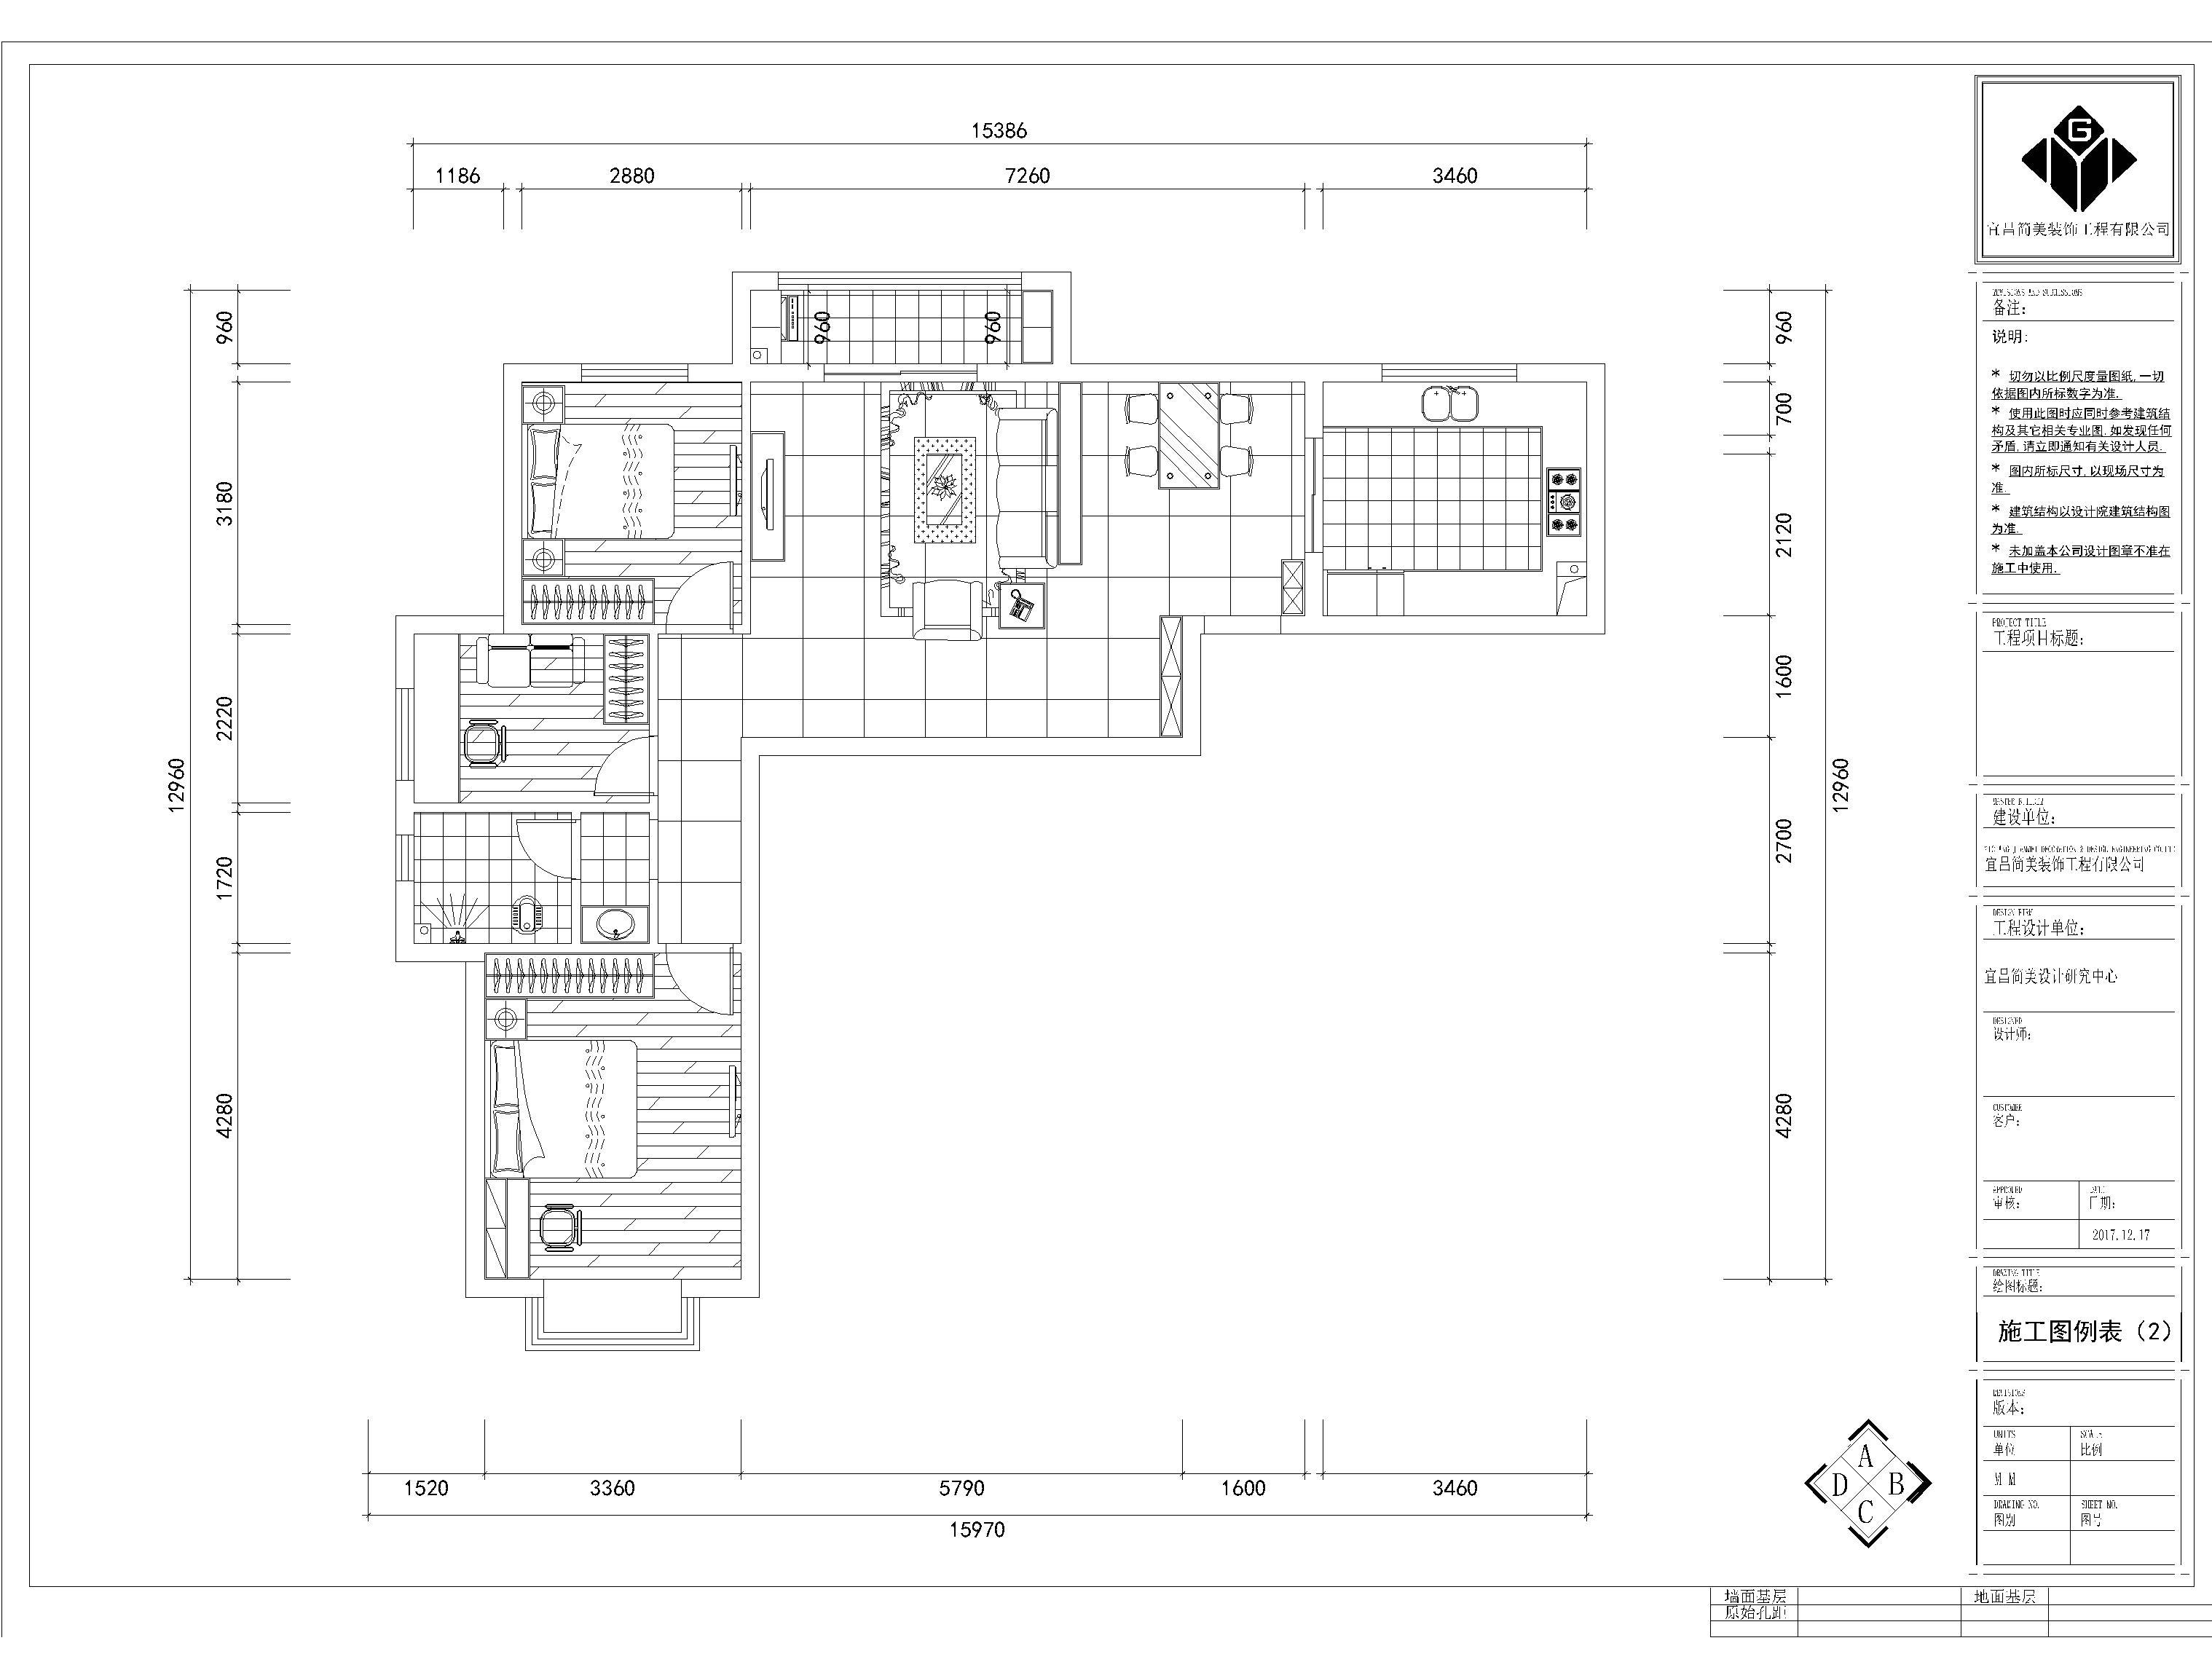 15386
1186
2880
7260
3460
960
3180
2220
1720
4280
12960
960
960
960
700
2120
1600
2700
4280
12960
1520
3360
5790
1600
3460
15970
A
B
C
D
G
宜昌简美装饰工程有限公司
备注:
说明:
* 切勿以比例尺度量图纸,一切
依据图内所标数字为准.
* 使用此图时应同时参考建筑结
构及其它相关专业图.如发现任何
矛盾,请立即通知有关设计人员.
* 图内所标尺寸,以现场尺寸为
准.
* 建筑结构以设计院建筑结构图
为准.
* 未加盖本公司设计图章不准在
施工中使用.
PROJECT TITLE
工程项目标题:
建设单位:
宜昌简美装饰工程有限公司
DESIGN FIRM
工程设计单位:
宜昌简美设计研究中心
DESIGNED
设计师:
客户:
审核:
日期:
2017.12.17
DRAWING TITLE
绘图标题:
施工图例表（2）
版本:
UNITS
单位
SCALE
比例
M M
DRAWING NO.
图别
SHEET NO.
图号
墙面基层
地面基层
原始孔距